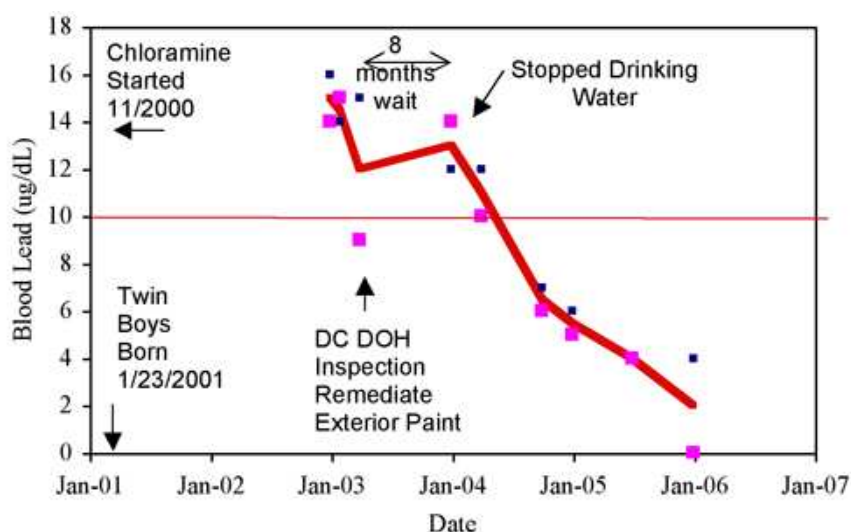 18
16
14
12
10
8
6
4
2
0
Blood Lead (ug/dL)
Chloramine
Started
11/2000
8
months
wait
Stopped Drinking
Water
Twin
Boys
Born
1/23/2001
DC DOH
Inspection
Remediate
Exterior Paint
Jan-01 Jan-02 Jan-03 Jan-04 Jan-05 Jan-06 Jan-07
Date